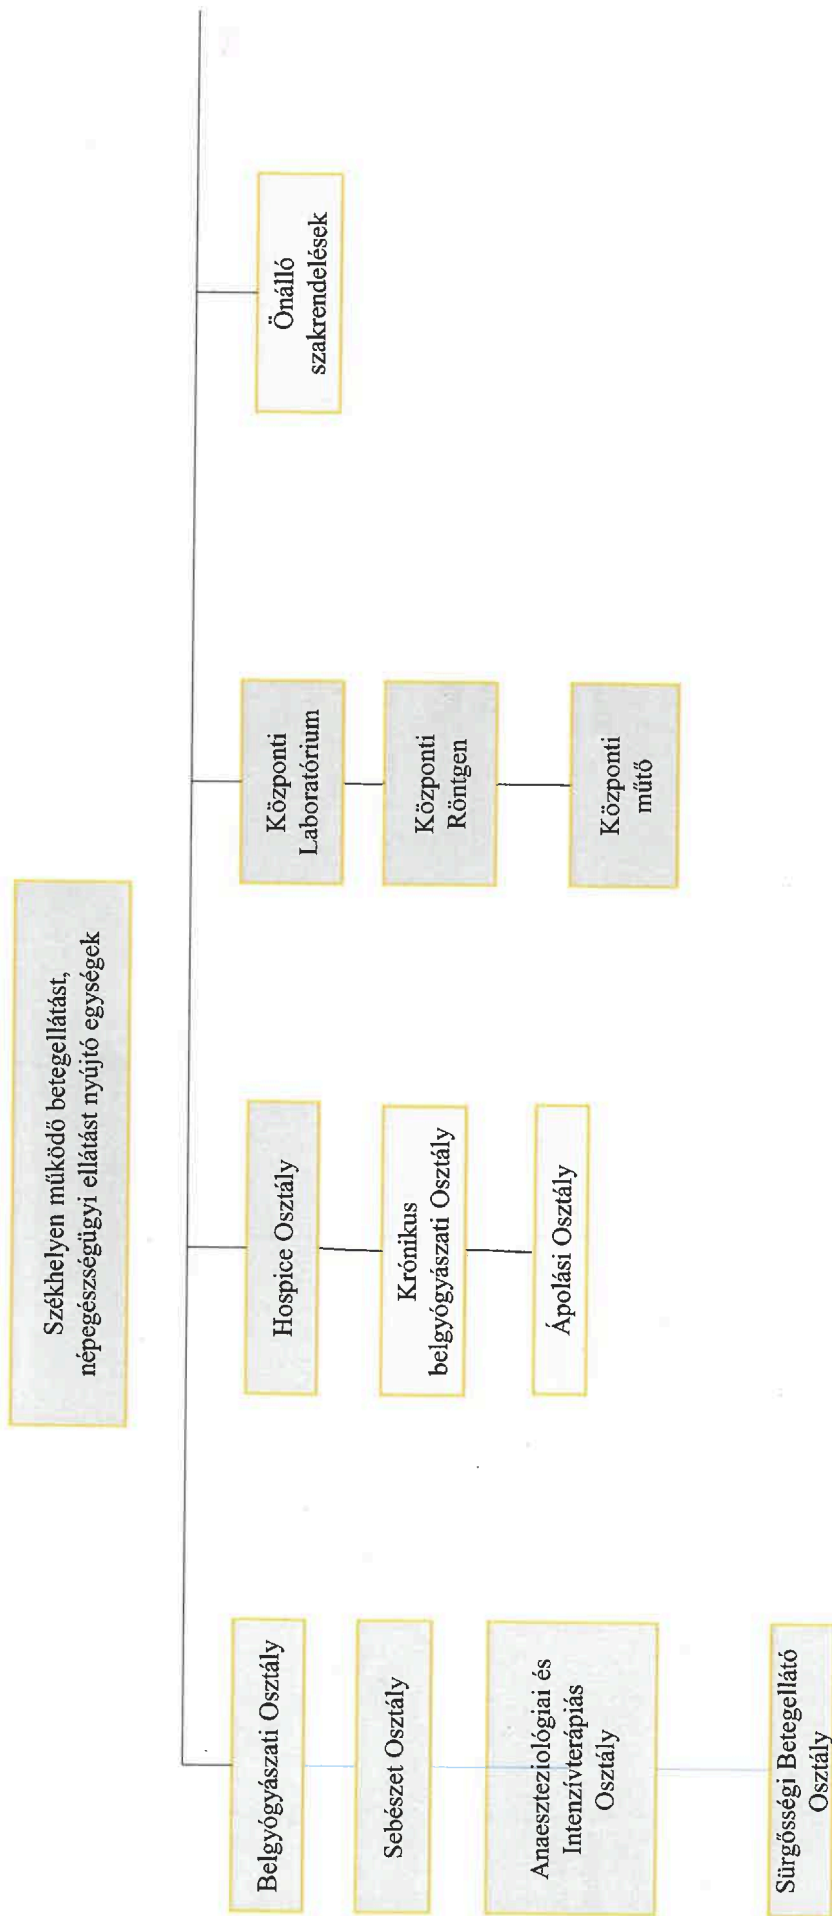 Székhelyen működő betegellátást,
népegészségügyi ellátást nyújtó egységek
Belgyógyászati Osztály
Sebészet Osztály
Anaeszteziológiai és
Intenzívterápiás
Osztály
Sürgősségi Betegellátó
Osztály
Hospice Osztály
Krónikus
belgyógyászati Osztály
Ápolási Osztály
Központi
Laboratórium
Központi
Röntgen
Központi
műtő
Önálló
szakrendelések